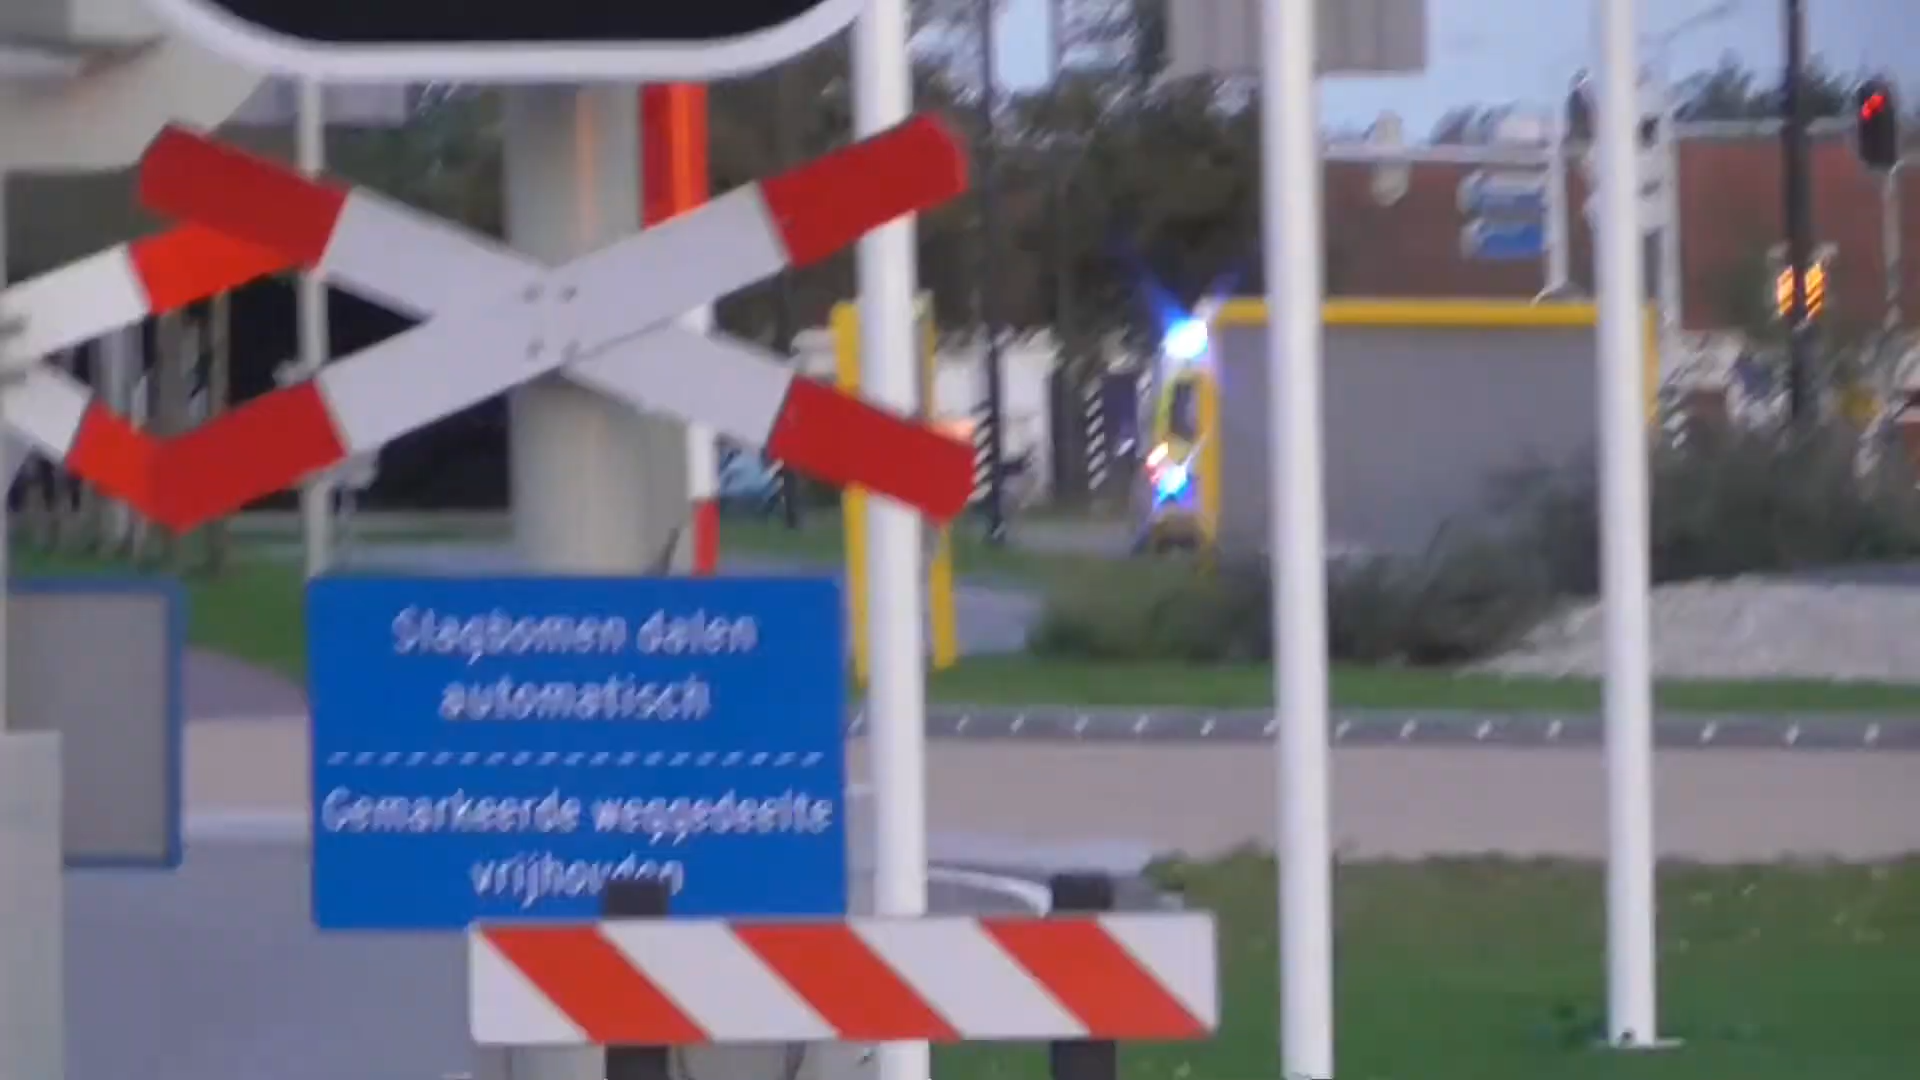 Slagbomen dalen
automatisch
Gemarkeerde weggedeelte
vrijhouden